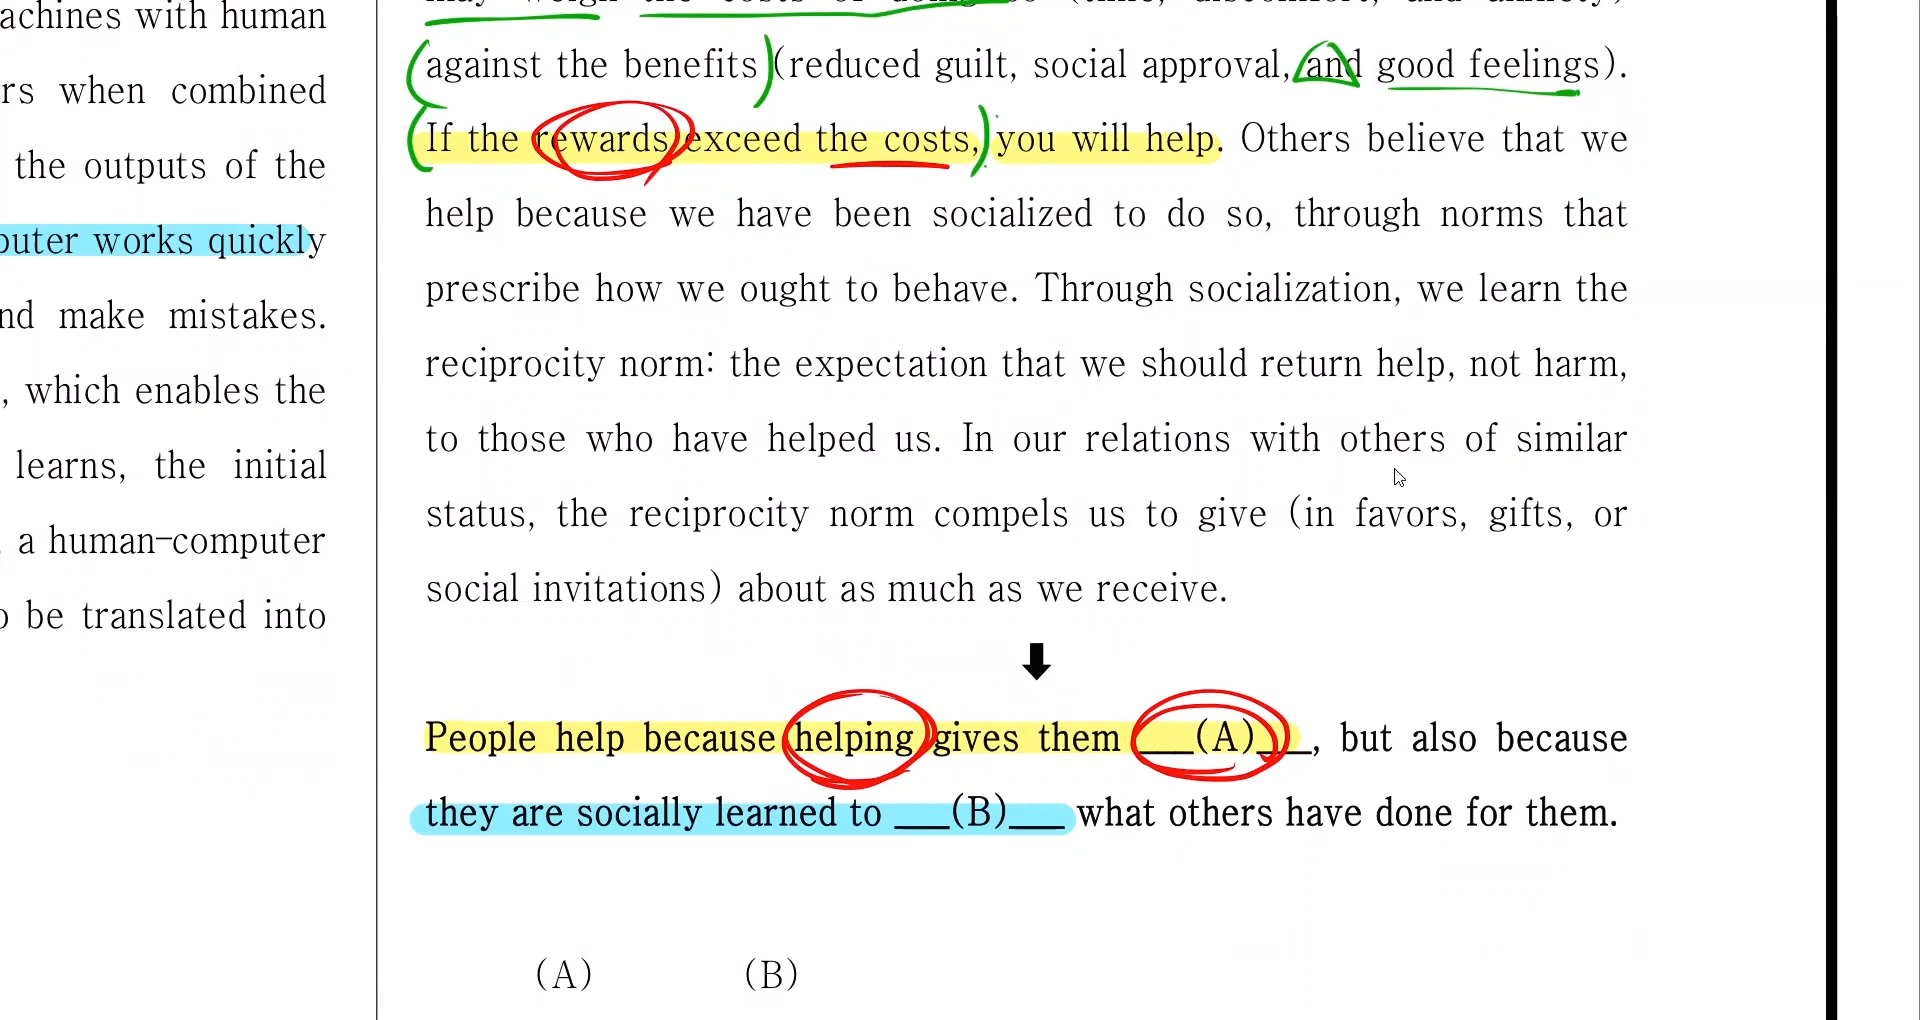 achines with human
rs when combined
the outputs of the
puter works quickly
nd make mistakes.
, which enables the
learns, the initial
a human-computer
o be translated into
against the benefits (reduced guilt, social approval, and good feelings).
If the rewards exceed the costs, you will help. Others believe that we
help because we have been socialized to do so, through norms that
prescribe how we ought to behave. Through socialization, we learn the
reciprocity norm: the expectation that we should return help, not harm,
to those who have helped us. In our relations with others of similar
status, the reciprocity norm compels us to give (in favors, gifts, or
social invitations) about as much as we receive.
People help because helping gives them ___(A)___, but also because
they are socially learned to ___(B)___ what others have done for them.
(A) (B)